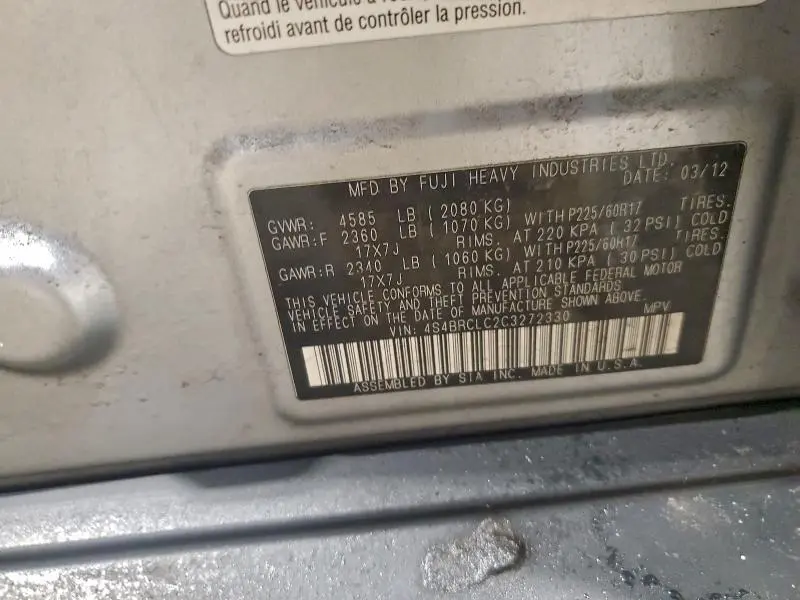 Quand le véhicule a
refroidi avant de contrôler la pression.
MFD BY FUJI HEAVY INDUSTRIES LTD.
DATE: 03/12
GVWR: 4585 LB (2080 KG)
GAWR:F 2360 LB (1070 KG) WITH P225/60R17 TIRES.
17X7J RIMS. AT 220 KPA (32 PSI) COLD
GAWR:R 2340 LB (1060 KG) WITH P225/60R17 TIRES.
17X7J RIMS. AT 210 KPA (30 PSI) COLD
THIS VEHICLE CONFORMS TO ALL APPLICABLE FEDERAL MOTOR
VEHICLE SAFETY AND THEFT PREVENTION STANDARDS
IN EFFECT ON THE DATE OF MANUFACTURE SHOWN ABOVE.
VIN: 4S4BRCLC2C3272330 MPV
ASSEMBLED BY SIA INC. MADE IN U.S.A.